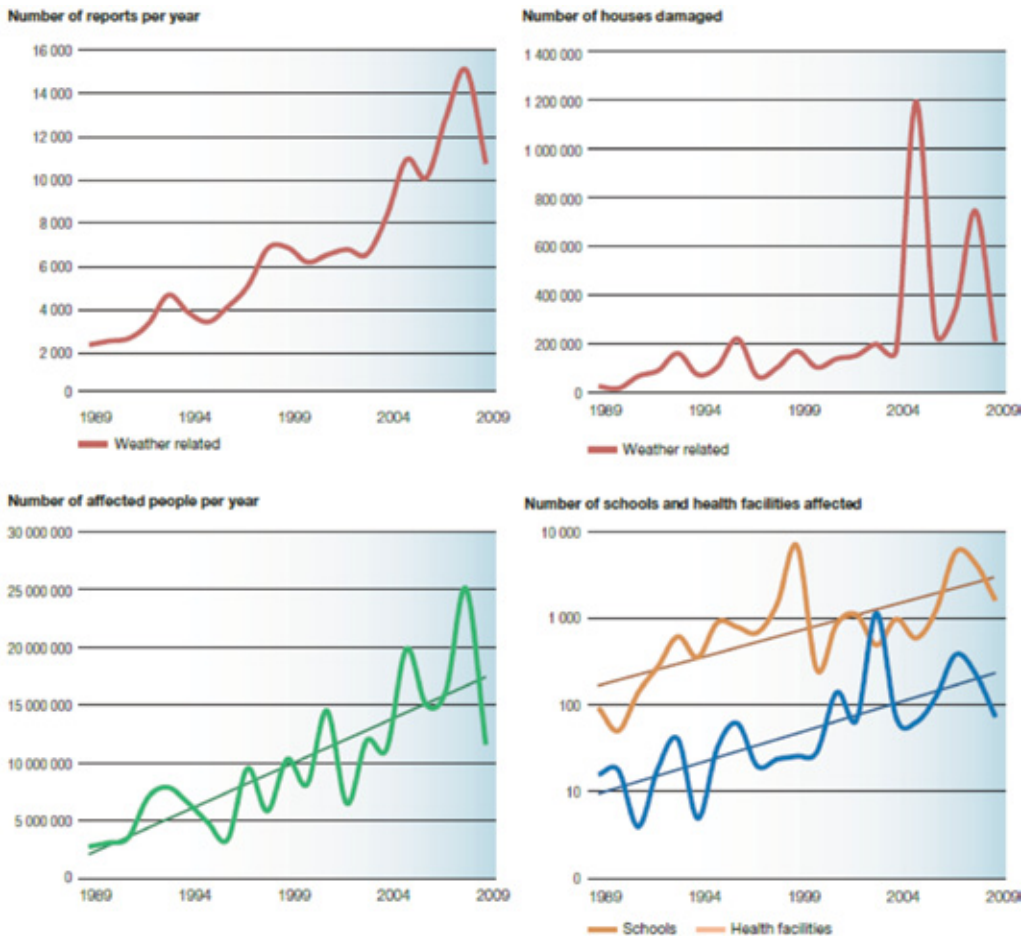 Number of reports per year
16 000
14 000
12 000
10 000
8 000
6 000
4 000
2 000
0
1989 1994 1999 2004 2009
Weather related
Number of houses damaged
1 400 000
1 200 000
1 000 000
800 000
600 000
400 000
200 000
0
1989 1994 1999 2004 2009
Weather related
Number of affected people per year
30 000 000
25 000 000
20 000 000
15 000 000
10 000 000
5 000 000
0
1989 1994 1999 2004 2009
Number of schools and health facilities affected
10 000
1 000
100
10
0
1989 1994 1999 2004 2009
Schools Health facilities